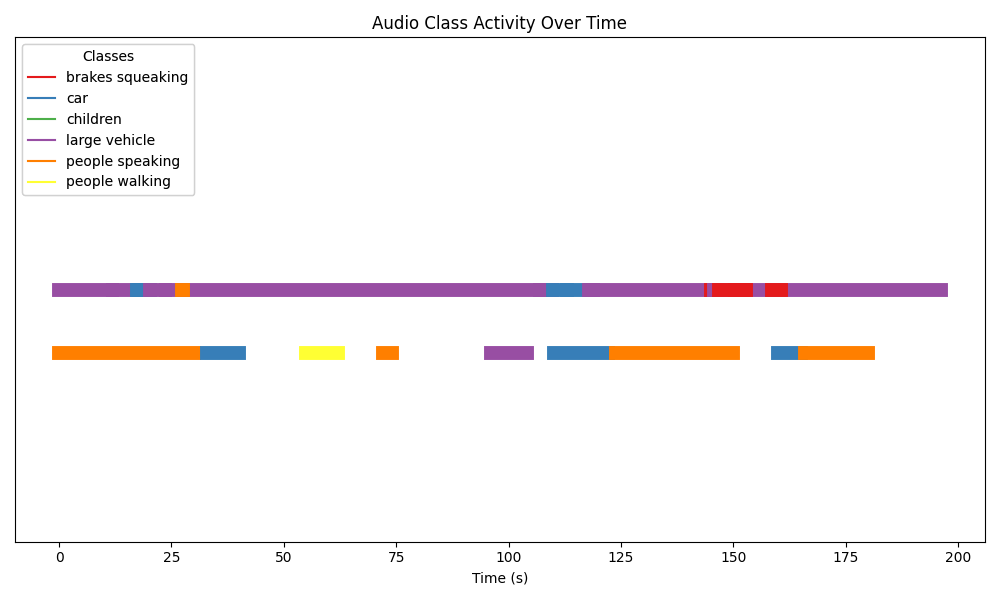 Audio Class Activity Over Time
Classes
brakes squeaking
car
children
large vehicle
people speaking
people walking
0 25 50 75 100 125 150 175 200
Time (s)